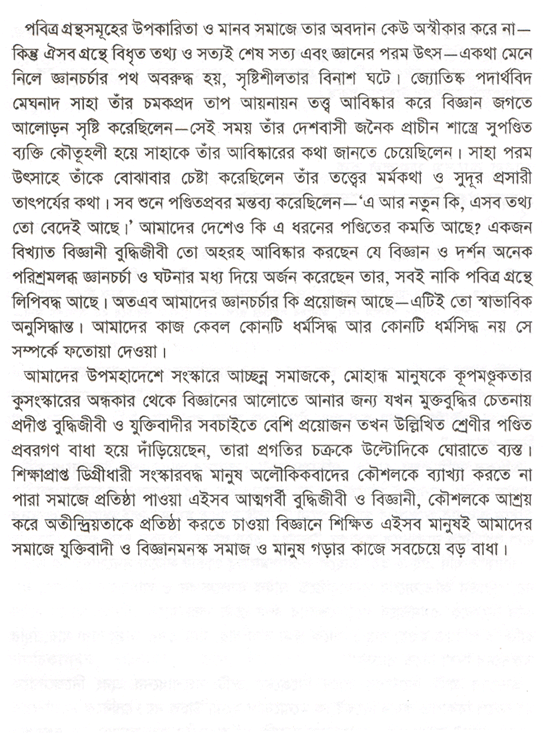 পবিত্র গ্রন্থসমূহের উপকারিতা ও মানব সমাজে তার অবদান কেউ অস্বীকার করে না—
কিন্তু ঐসব গ্রন্থে বিধৃত তথ্য ও সত্যই শেষ সত্য এবং জ্ঞানের পরম উৎস—একথা মেনে
নিলে জ্ঞানচর্চার পথ অবরুদ্ধ হয়, সৃষ্টিশীলতার বিনাশ ঘটে। জ্যোতিষ্ক পদার্থবিদ
মেঘনাদ সাহা তাঁর চমকপ্রদ তাপ আয়নায়ন তত্ত্ব আবিষ্কার করে বিজ্ঞান জগতে
আলোড়ন সৃষ্টি করেছিলেন—সেই সময় তাঁর দেশবাসী জনৈক প্রাচীন শাস্ত্রে সুপণ্ডিত
ব্যক্তি কৌতূহলী হয়ে সাহাকে তাঁর আবিষ্কারের কথা জানতে চেয়েছিলেন। সাহা পরম
উৎসাহে তাঁকে বোঝাবার চেষ্টা করেছিলেন তাঁর তত্ত্বের মর্মকথা ও সুদূর প্রসারী
তাৎপর্যের কথা। সব শুনে পণ্ডিতপ্রবর মন্তব্য করেছিলেন—‘এ আর নতুন কি, এসব তথ্য
তো বেদেই আছে।’ আমাদের দেশেও কি এ ধরনের পণ্ডিতের কমতি আছে? একজন
বিখ্যাত বিজ্ঞানী বুদ্ধিজীবী তো অহরহ আবিষ্কার করছেন যে বিজ্ঞান ও দর্শন অনেক
পরিশ্রমলব্ধ জ্ঞানচর্চা ও ঘটনার মধ্য দিয়ে অর্জন করেছেন তার, সবই নাকি পবিত্র গ্রন্থে
লিপিবদ্ধ আছে। অতএব আমাদের জ্ঞানচর্চার কি প্রয়োজন আছে—এটিই তো স্বাভাবিক
অনুসিদ্ধান্ত। আমাদের কাজ কেবল কোনটি ধর্মসিদ্ধ আর কোনটি ধর্মসিদ্ধ নয় সে
সম্পর্কে ফতোয়া দেওয়া।
আমাদের উপমহাদেশে সংস্কারে আচ্ছন্ন সমাজকে, মোহান্ধ মানুষকে কূপমণ্ডূকতার
কুসংস্কারের অন্ধকার থেকে বিজ্ঞানের আলোতে আনার জন্য যখন মুক্তবুদ্ধির চেতনায়
প্রদীপ্ত বুদ্ধিজীবী ও যুক্তিবাদীর সবচাইতে বেশি প্রয়োজন তখন উল্লিখিত শ্রেণীর পণ্ডিত
প্রবরগণ বাধা হয়ে দাঁড়িয়েছেন, তারা প্রগতির চক্রকে উল্টোদিকে ঘোরাতে ব্যস্ত।
শিক্ষাপ্রাপ্ত ডিগ্রীধারী সংস্কারবদ্ধ মানুষ অলৌকিকবাদের কৌশলকে ব্যাখ্যা করতে না
পারা সমাজে প্রতিষ্ঠা পাওয়া এইসব আত্মগর্বী বুদ্ধিজীবী ও বিজ্ঞানী, কৌশলকে আশ্রয়
করে অতীন্দ্রিয়তাকে প্রতিষ্ঠা করতে চাওয়া বিজ্ঞানে শিক্ষিত এইসব মানুষই আমাদের
সমাজে যুক্তিবাদী ও বিজ্ঞানমনস্ক সমাজ ও মানুষ গড়ার কাজে সবচেয়ে বড় বাধা।